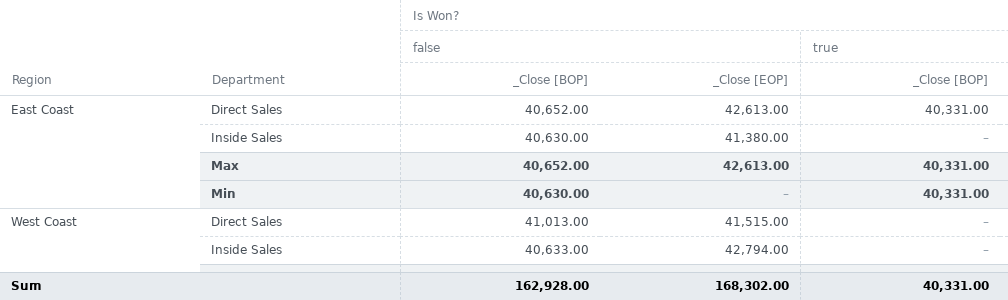 Is Won?
false true
Region Department _Close [BOP] _Close [EOP] _Close [BOP]
East Coast Direct Sales 40,652.00 42,613.00 40,331.00
Inside Sales 40,630.00 41,380.00 –
Max 40,652.00 42,613.00 40,331.00
Min 40,630.00 – 40,331.00
West Coast Direct Sales 41,013.00 41,515.00 –
Inside Sales 40,633.00 42,794.00 –
Sum 162,928.00 168,302.00 40,331.00